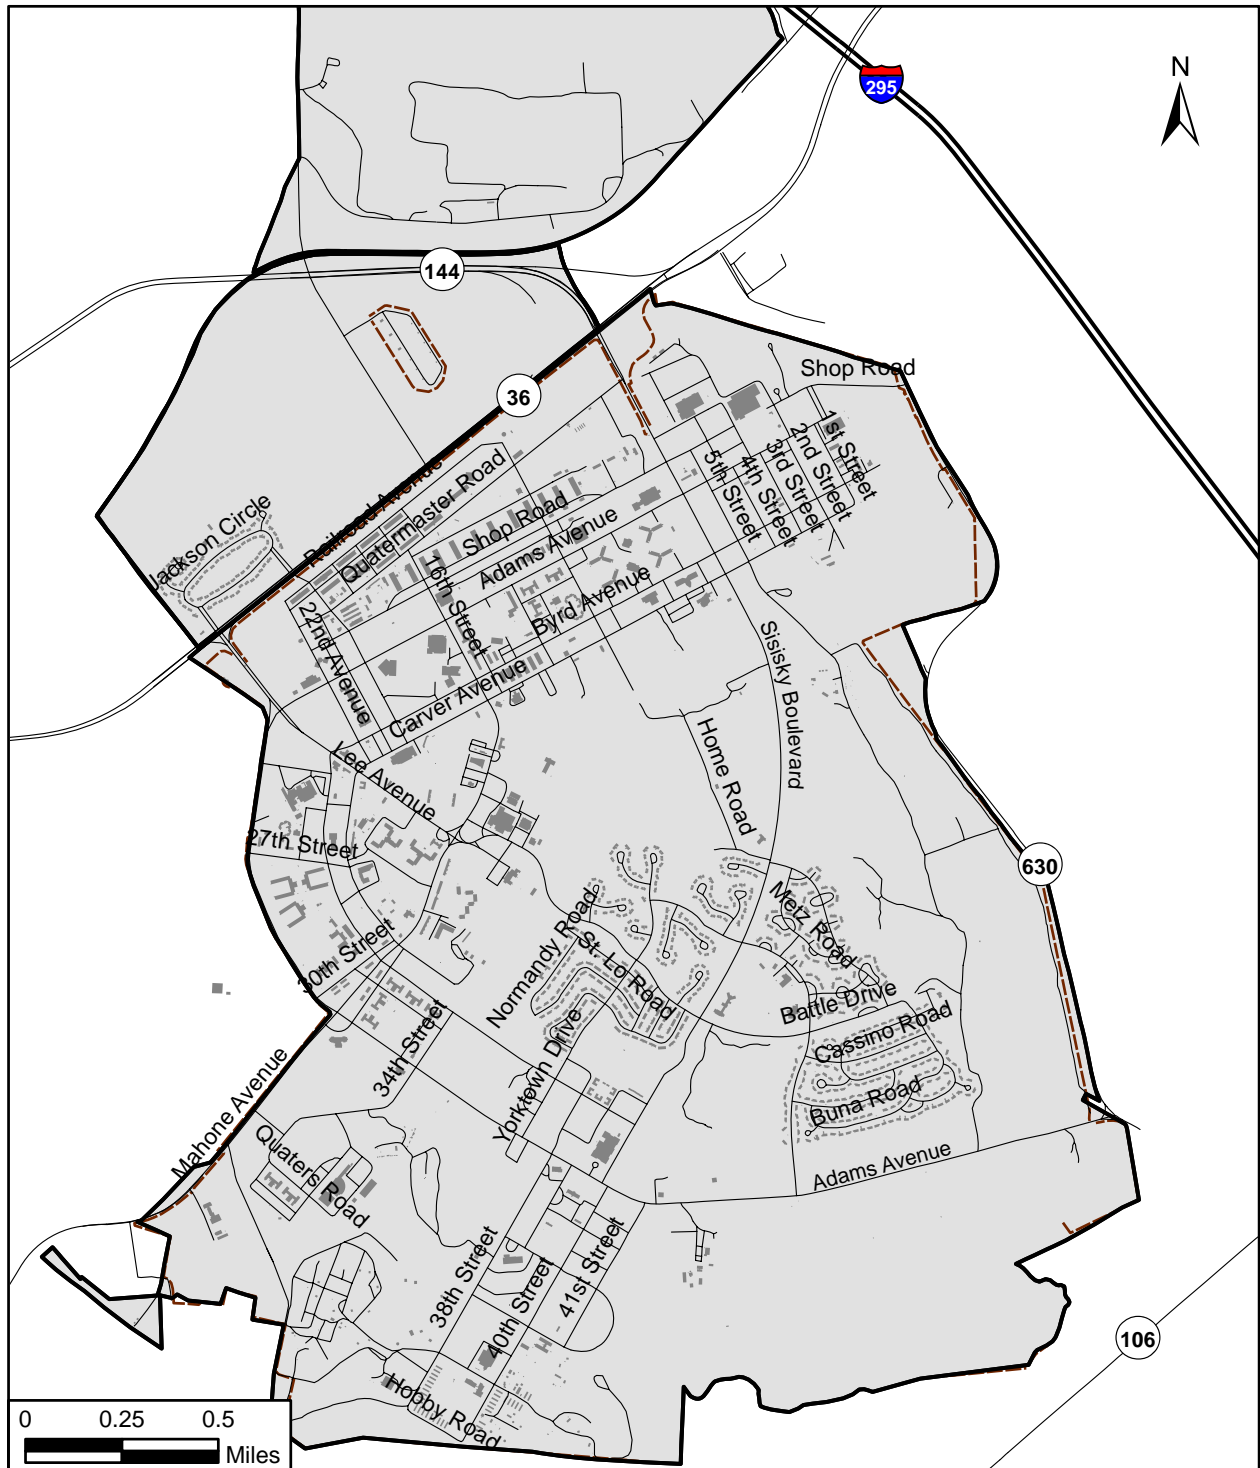 N
295
144
36
Shop Road
1st Street
2nd Street
3rd Street
4th Street
5th Street
Railroad Avenue
Quatermaster Road
Jackson Circle
Shop Road
Adams Avenue
16th Street
Byrd Avenue
22nd Avenue
Carver Avenue
Sisisky Boulevard
Home Road
Lee Avenue
27th Street
630
Metz Road
Normandy Road
St. Lo Road
30th Street
Battle Drive
34th Street
Cassino Road
Yorktown Drive
Mahone Avenue
Buna Road
Quaters Road
Adams Avenue
38th Street
40th Street
41st Street
106
Hobby Road
0 0.25 0.5
Miles